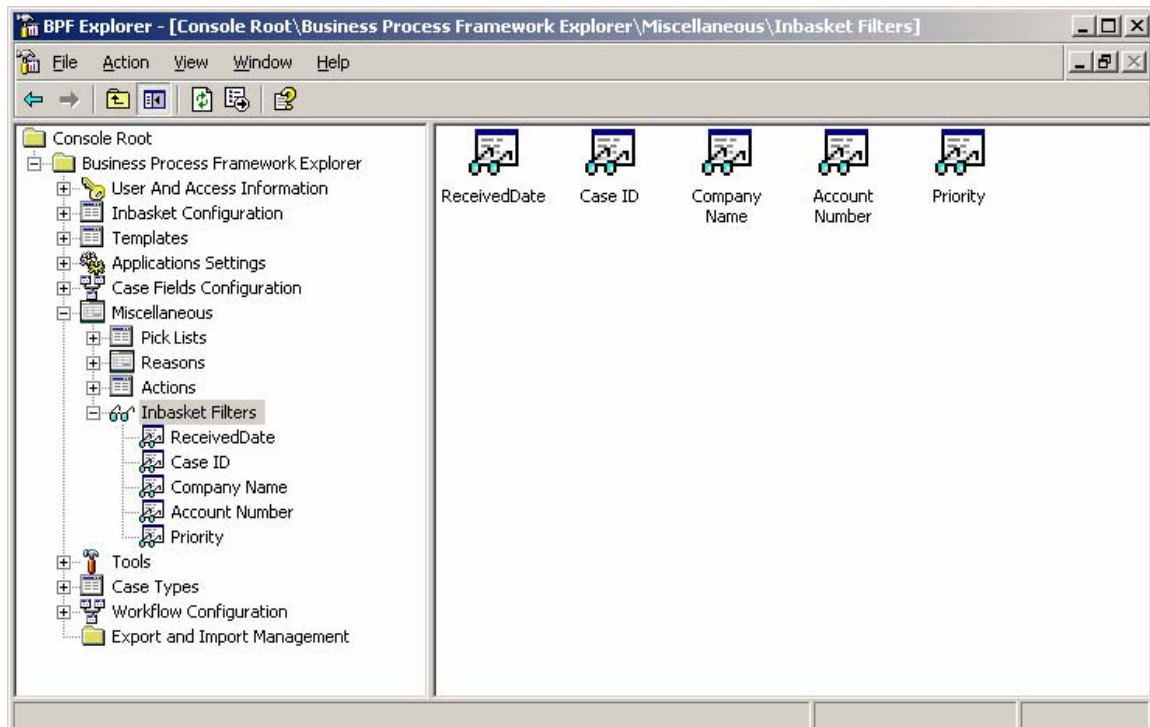 BPF Explorer - [Console Root\Business Process Framework Explorer\Miscellaneous\Inbasket Filters]
File Action View Window Help
Console Root
Business Process Framework Explorer
User And Access Information
Inbasket Configuration
Templates
Applications Settings
Case Fields Configuration
Miscellaneous
Pick Lists
Reasons
Actions
Inbasket Filters
ReceivedDate
Case ID
Company Name
Account Number
Priority
Tools
Case Types
Workflow Configuration
Export and Import Management
ReceivedDate
Case ID
Company
Name
Account
Number
Priority